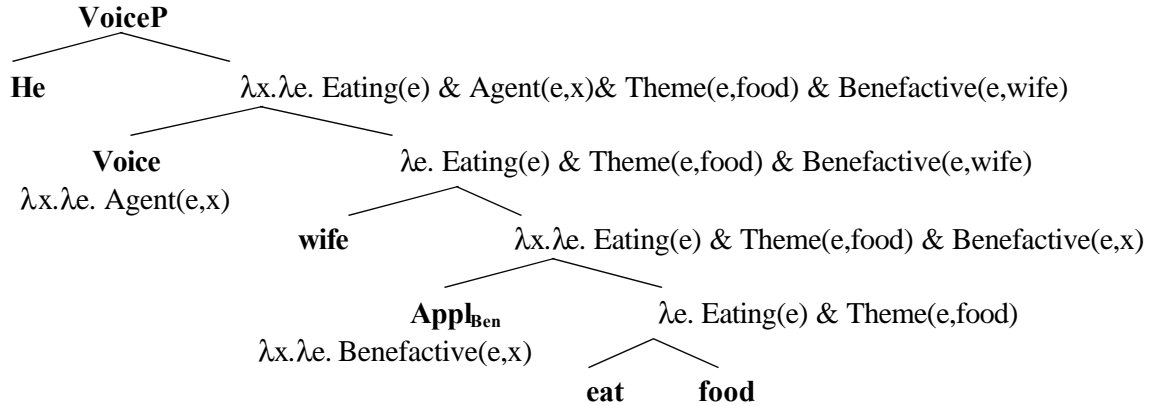 VoiceP
He λx.λe. Eating(e) & Agent(e,x)& Theme(e,food) & Benefactive(e,wife)
Voice λe. Eating(e) & Theme(e,food) & Benefactive(e,wife)
λx.λe. Agent(e,x)
wife λx.λe. Eating(e) & Theme(e,food) & Benefactive(e,x)
Appl_Ben λe. Eating(e) & Theme(e,food)
λx.λe. Benefactive(e,x)
eat food